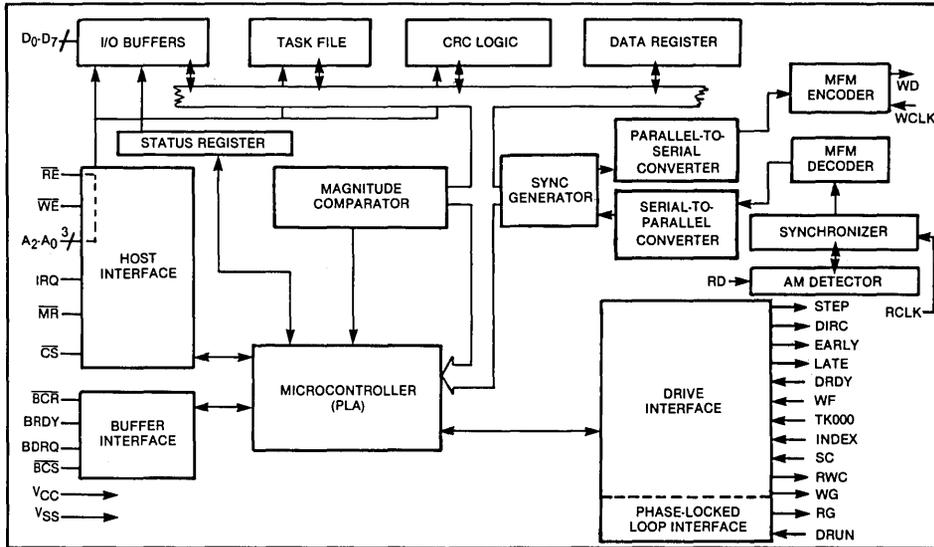 D0-D7
I/O BUFFERS
TASK FILE
CRC LOGIC
DATA REGISTER
MFM
ENCODER
WD
WCLK
STATUS REGISTER
PARALLEL-TO-
SERIAL
CONVERTER
MFM
DECODER
RE
WE
A2-A0 3
IRQ
MR
CS
HOST
INTERFACE
MAGNITUDE
COMPARATOR
SYNC
GENERATOR
SERIAL-TO-
PARALLEL
CONVERTER
SYNCHRONIZER
RD
AM DETECTOR
RCLK
MICROCONTROLLER
(PLA)
DRIVE
INTERFACE
STEP
DIRC
EARLY
LATE
DRDY
WF
TK000
INDEX
SC
RWC
WG
BCR
BRDY
BDRQ
BCS
BUFFER
INTERFACE
VCC
VSS
PHASE-LOCKED
LOOP INTERFACE
RG
DRUN